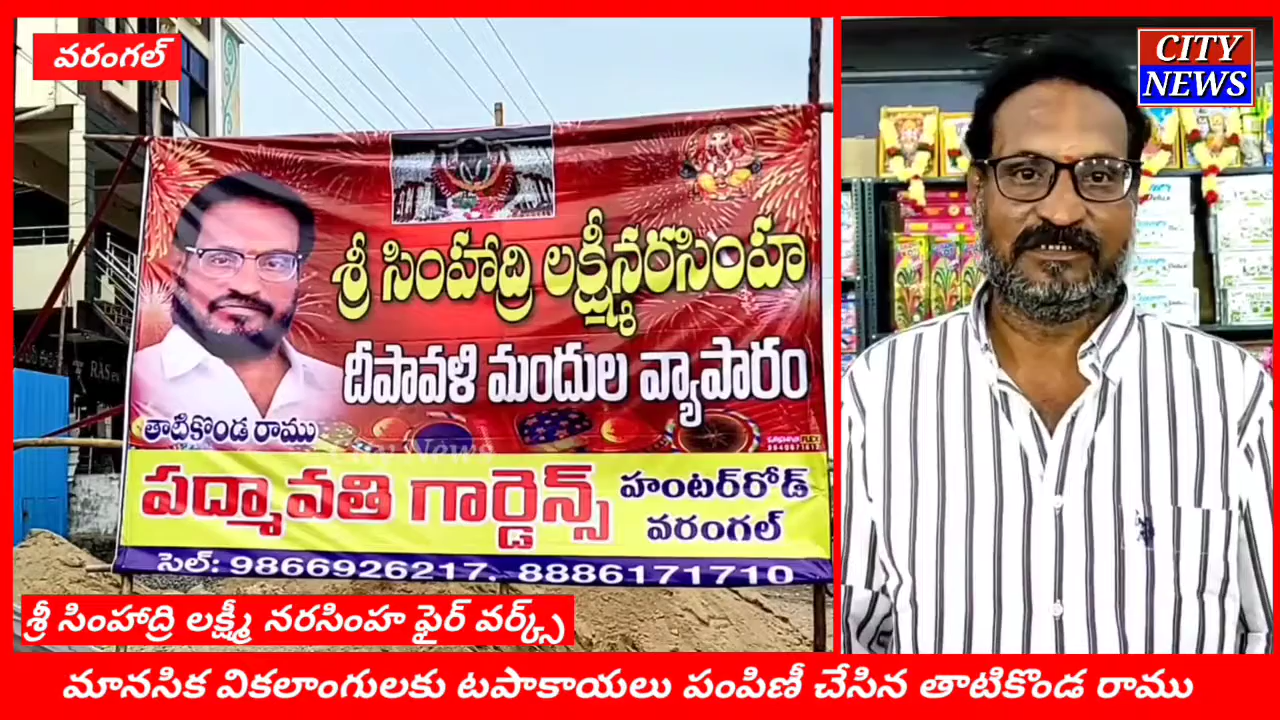 వరంగల్
CITY
NEWS
శ్రీ సింహాద్రి లక్ష్మీనరసింహ
దీపావళి మందుల వ్యాపారం
తాటికొండ రాము
పద్మావతి గార్డెన్స్
హంటర్‌రోడ్
వరంగల్
సెల్: 9866926217, 8886171710
శ్రీ సింహాద్రి లక్ష్మీ నరసింహ ఫైర్ వర్క్స్
మానసిక వికలాంగులకు టపాకాయలు పంపిణీ చేసిన తాటికొండ రాము